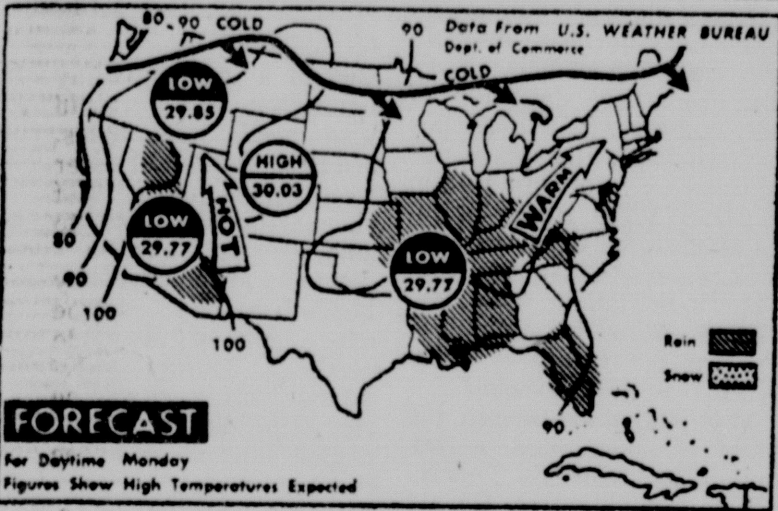 80 90 COLD
90 Data From U.S. WEATHER BUREAU
Dept. of Commerce
COLD
LOW
29.85
HIGH
30.03
HOT
WARM
LOW
29.77
LOW
29.77
80
90
100
100
Rain
Snow
90
FORECAST
For Daytime Monday
Figures Show High Temperatures Expected